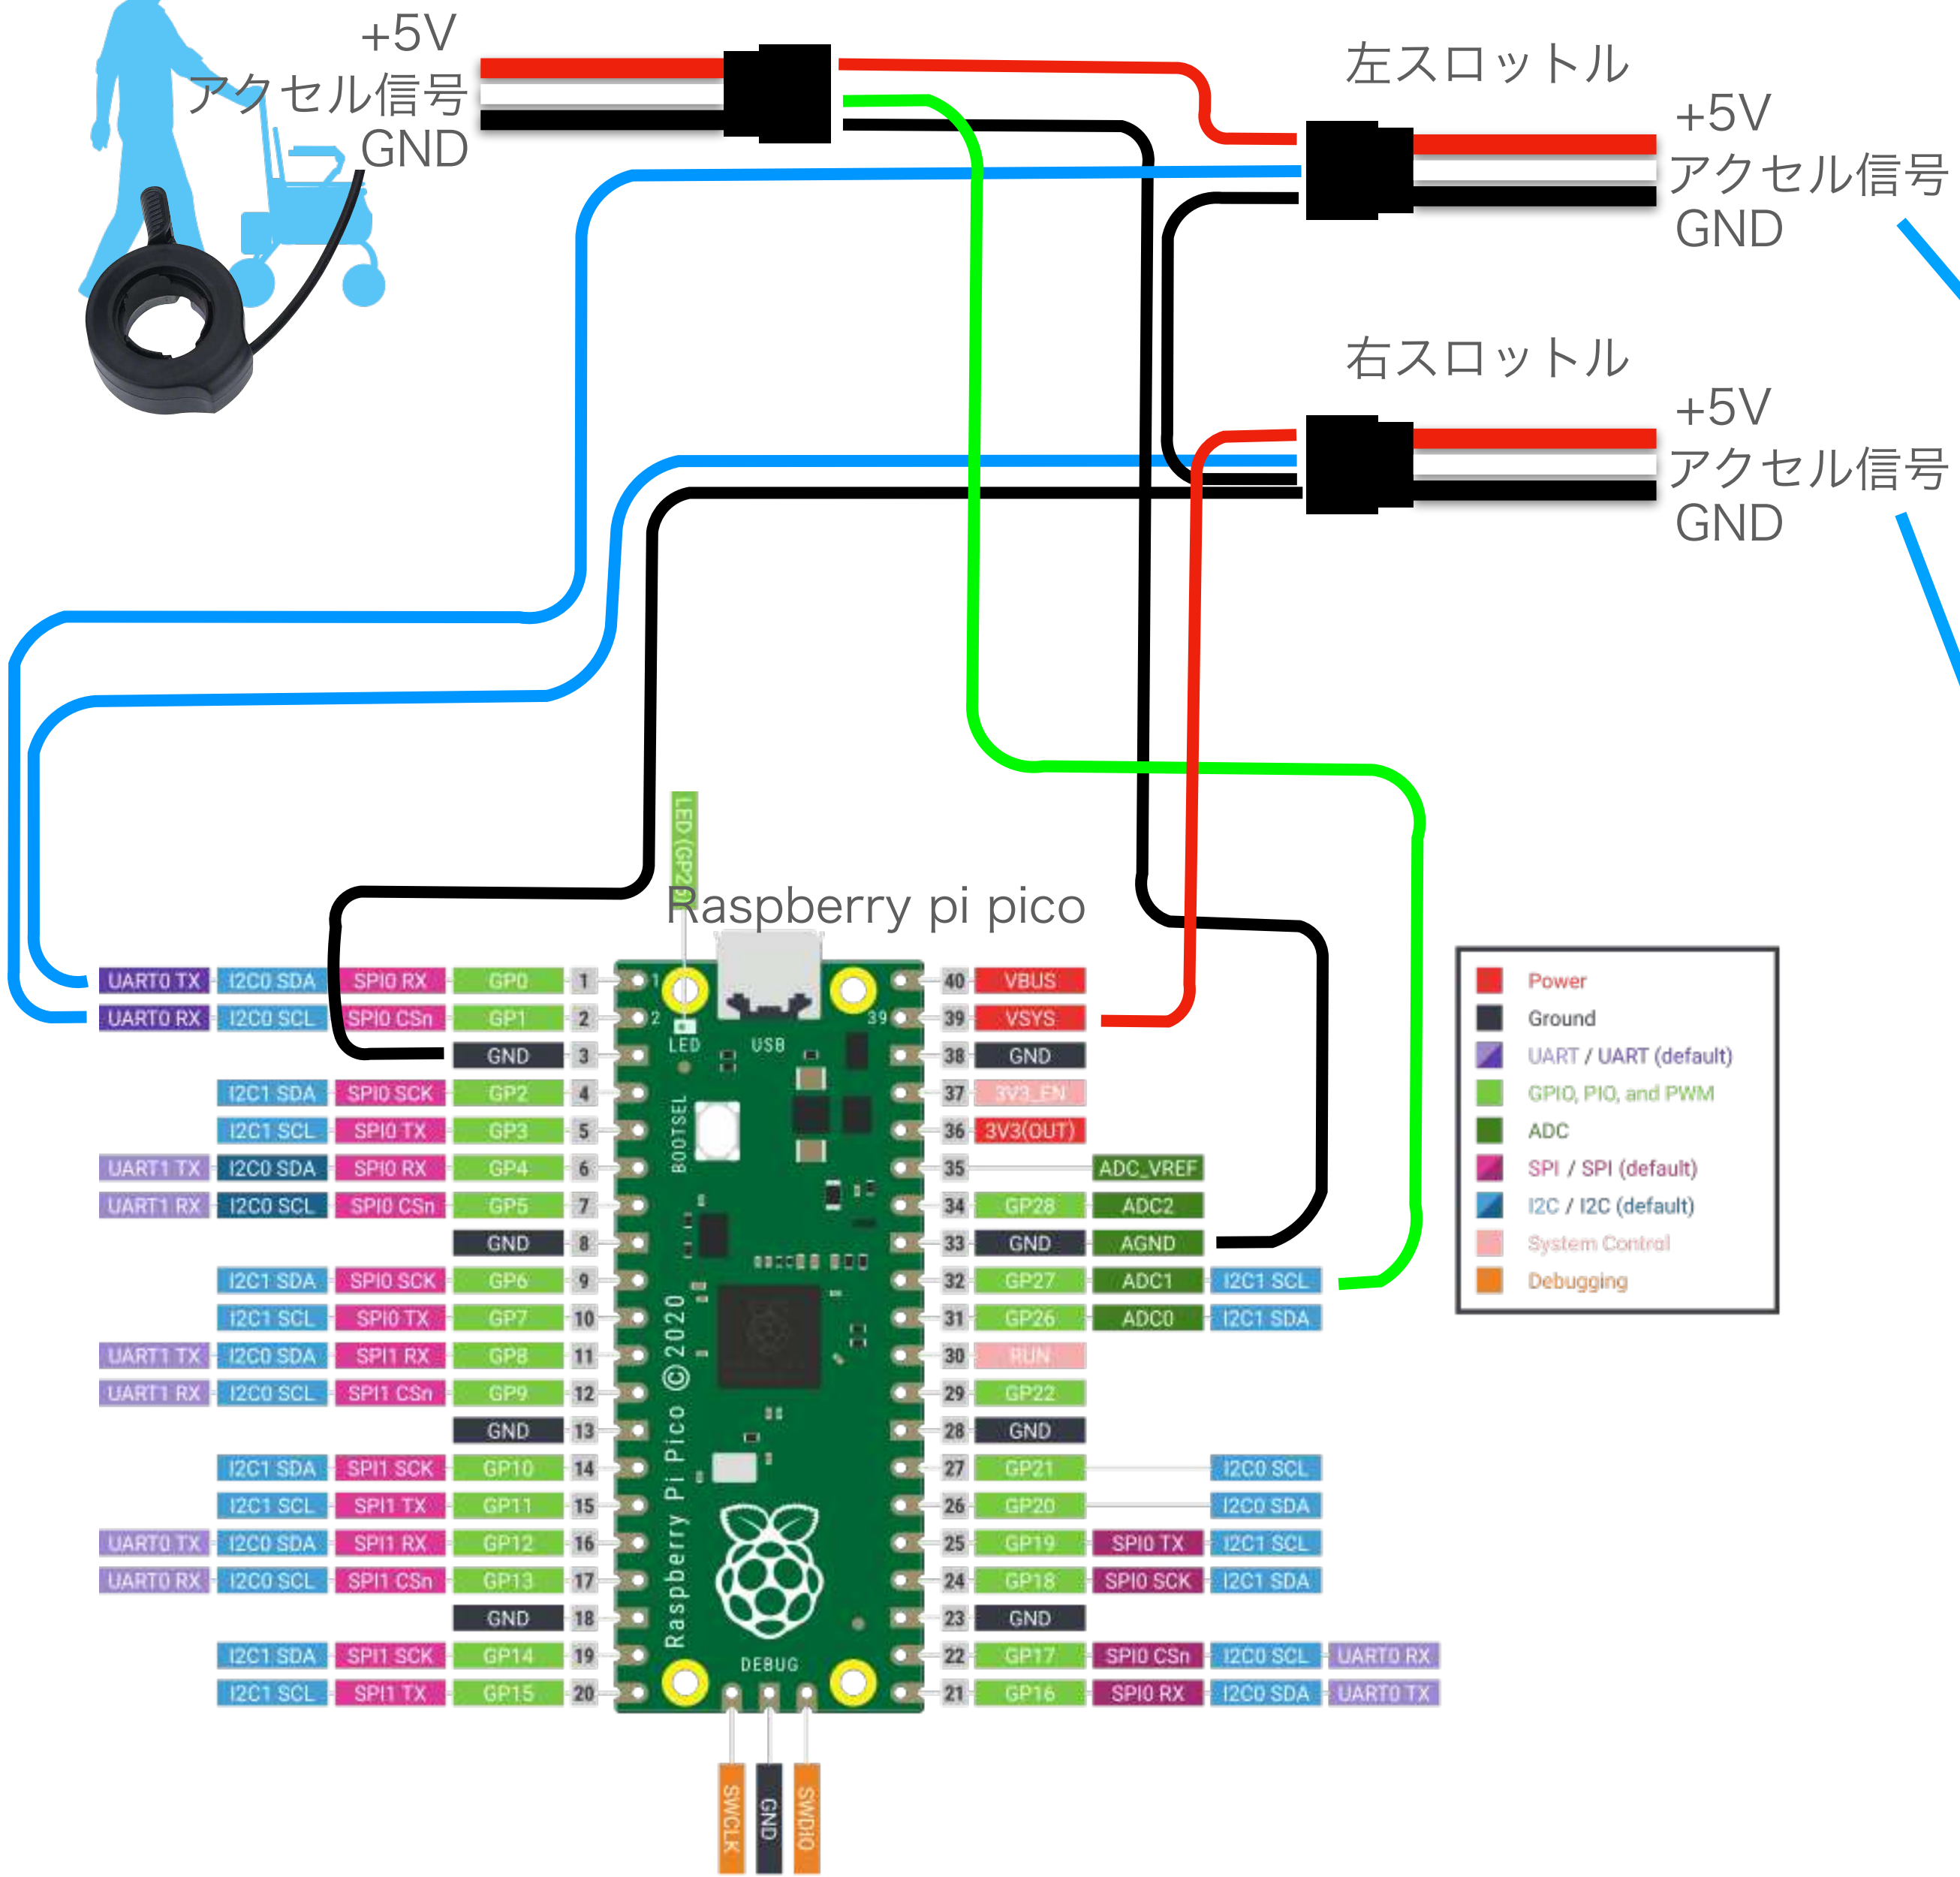 +5V
アクセル信号
GND
左スロットル
+5V
アクセル信号
GND
右スロットル
+5V
アクセル信号
GND
LED (GP25)
Raspberry pi pico
UART0 TX I2C0 SDA SPI0 RX GP0 1
UART0 RX I2C0 SCL SPI0 CSn GP1 2
GND 3
I2C1 SDA SPI0 SCK GP2 4
I2C1 SCL SPI0 TX GP3 5
UART1 TX I2C0 SDA SPI0 RX GP4 6
UART1 RX I2C0 SCL SPI0 CSn GP5 7
GND 8
I2C1 SDA SPI0 SCK GP6 9
I2C1 SCL SPI0 TX GP7 10
UART1 TX I2C0 SDA SPI1 RX GP8 11
UART1 RX I2C0 SCL SPI1 CSn GP9 12
GND 13
I2C1 SDA SPI1 SCK GP10 14
I2C1 SCL SPI1 TX GP11 15
UART0 TX I2C0 SDA SPI1 RX GP12 16
UART0 RX I2C0 SCL SPI1 CSn GP13 17
GND 18
I2C1 SDA SPI1 SCK GP14 19
I2C1 SCL SPI1 TX GP15 20
1
2
39
LED
USB
BOOTSEL
Raspberry Pi Pico ©2020
DEBUG
40 VBUS
39 VSYS
38 GND
37 3V3_EN
36 3V3(OUT)
35 ADC_VREF
34 GP28 ADC2
33 GND AGND
32 GP27 ADC1 I2C1 SCL
31 GP26 ADC0 I2C1 SDA
30 RUN
29 GP22
28 GND
27 GP21 I2C0 SCL
26 GP20 I2C0 SDA
25 GP19 SPI0 TX I2C1 SCL
24 GP18 SPI0 SCK I2C1 SDA
23 GND
22 GP17 SPI0 CSn I2C0 SCL UART0 RX
21 GP16 SPI0 RX I2C0 SDA UART0 TX
SWCLK
GND
SWDIO
Power
Ground
UART / UART (default)
GPIO, PIO, and PWM
ADC
SPI / SPI (default)
I2C / I2C (default)
System Control
Debugging